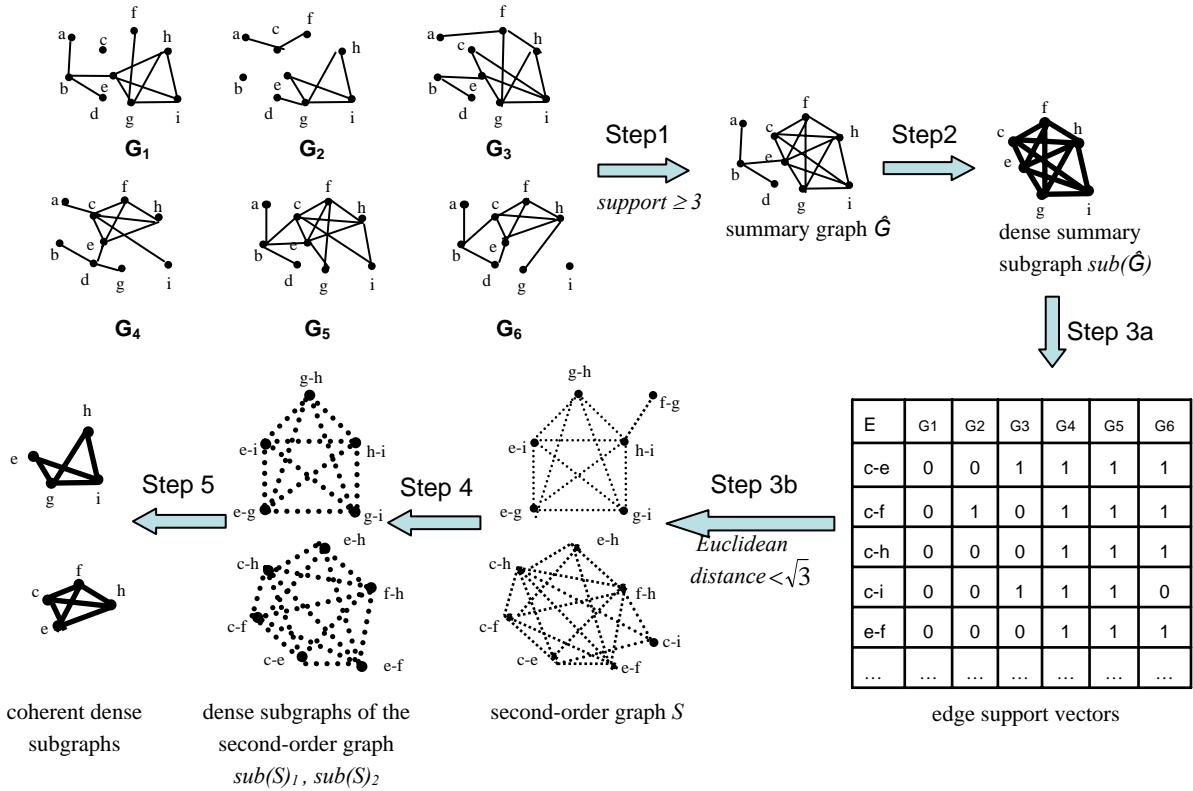 f
a c h
b e
d g i
G1
f
c
a h
b e
d g i
G2
f
a c h
b e
d g i
G3
Step1
support ≥ 3
f
a c h
e
b
d g i
summary graph Ĝ
Step2
f
c h
e
g i
dense summary
subgraph sub(Ĝ)
f
a c h
b e
d g i
G4
f
a c h
b e
d g i
G5
f
a c h
b e
d g i
G6
Step 3a
E G1 G2 G3 G4 G5 G6
c-e 0 0 1 1 1 1
c-f 0 1 0 1 1 1
c-h 0 0 0 1 1 1
c-i 0 0 1 1 1 0
e-f 0 0 0 1 1 1
... ... ... ... ... ... ...
edge support vectors
Step 3b
Euclidean
distance<√3
g-h
f-g
e-i h-i
e-g g-i
e-h
c-h
f-h
c-f
c-i
c-e
e-f
second-order graph S
Step 4
g-h
e-i h-i
e-g g-i
e-h
c-h
f-h
c-f
c-e
e-f
dense subgraphs of the
second-order graph
sub(S)1 , sub(S)2
Step 5
h
e
g i
f
c h
e
coherent dense
subgraphs